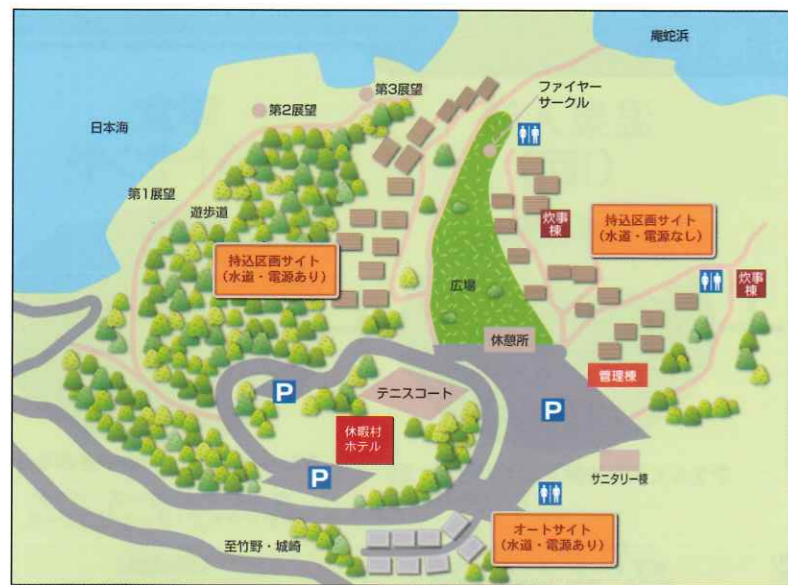 庵蛇浜
ファイヤー
サークル
第3展望
第2展望
日本海
第1展望
遊歩道
炊事
棟
持込区画サイト
(水道・電源なし)
持込区画サイト
(水道・電源あり)
炊事
棟
広場
休憩所
管理棟
テニスコート
P
P
休暇村
ホテル
P
サニタリー棟
オートサイト
(水道・電源あり)
至竹野・城崎